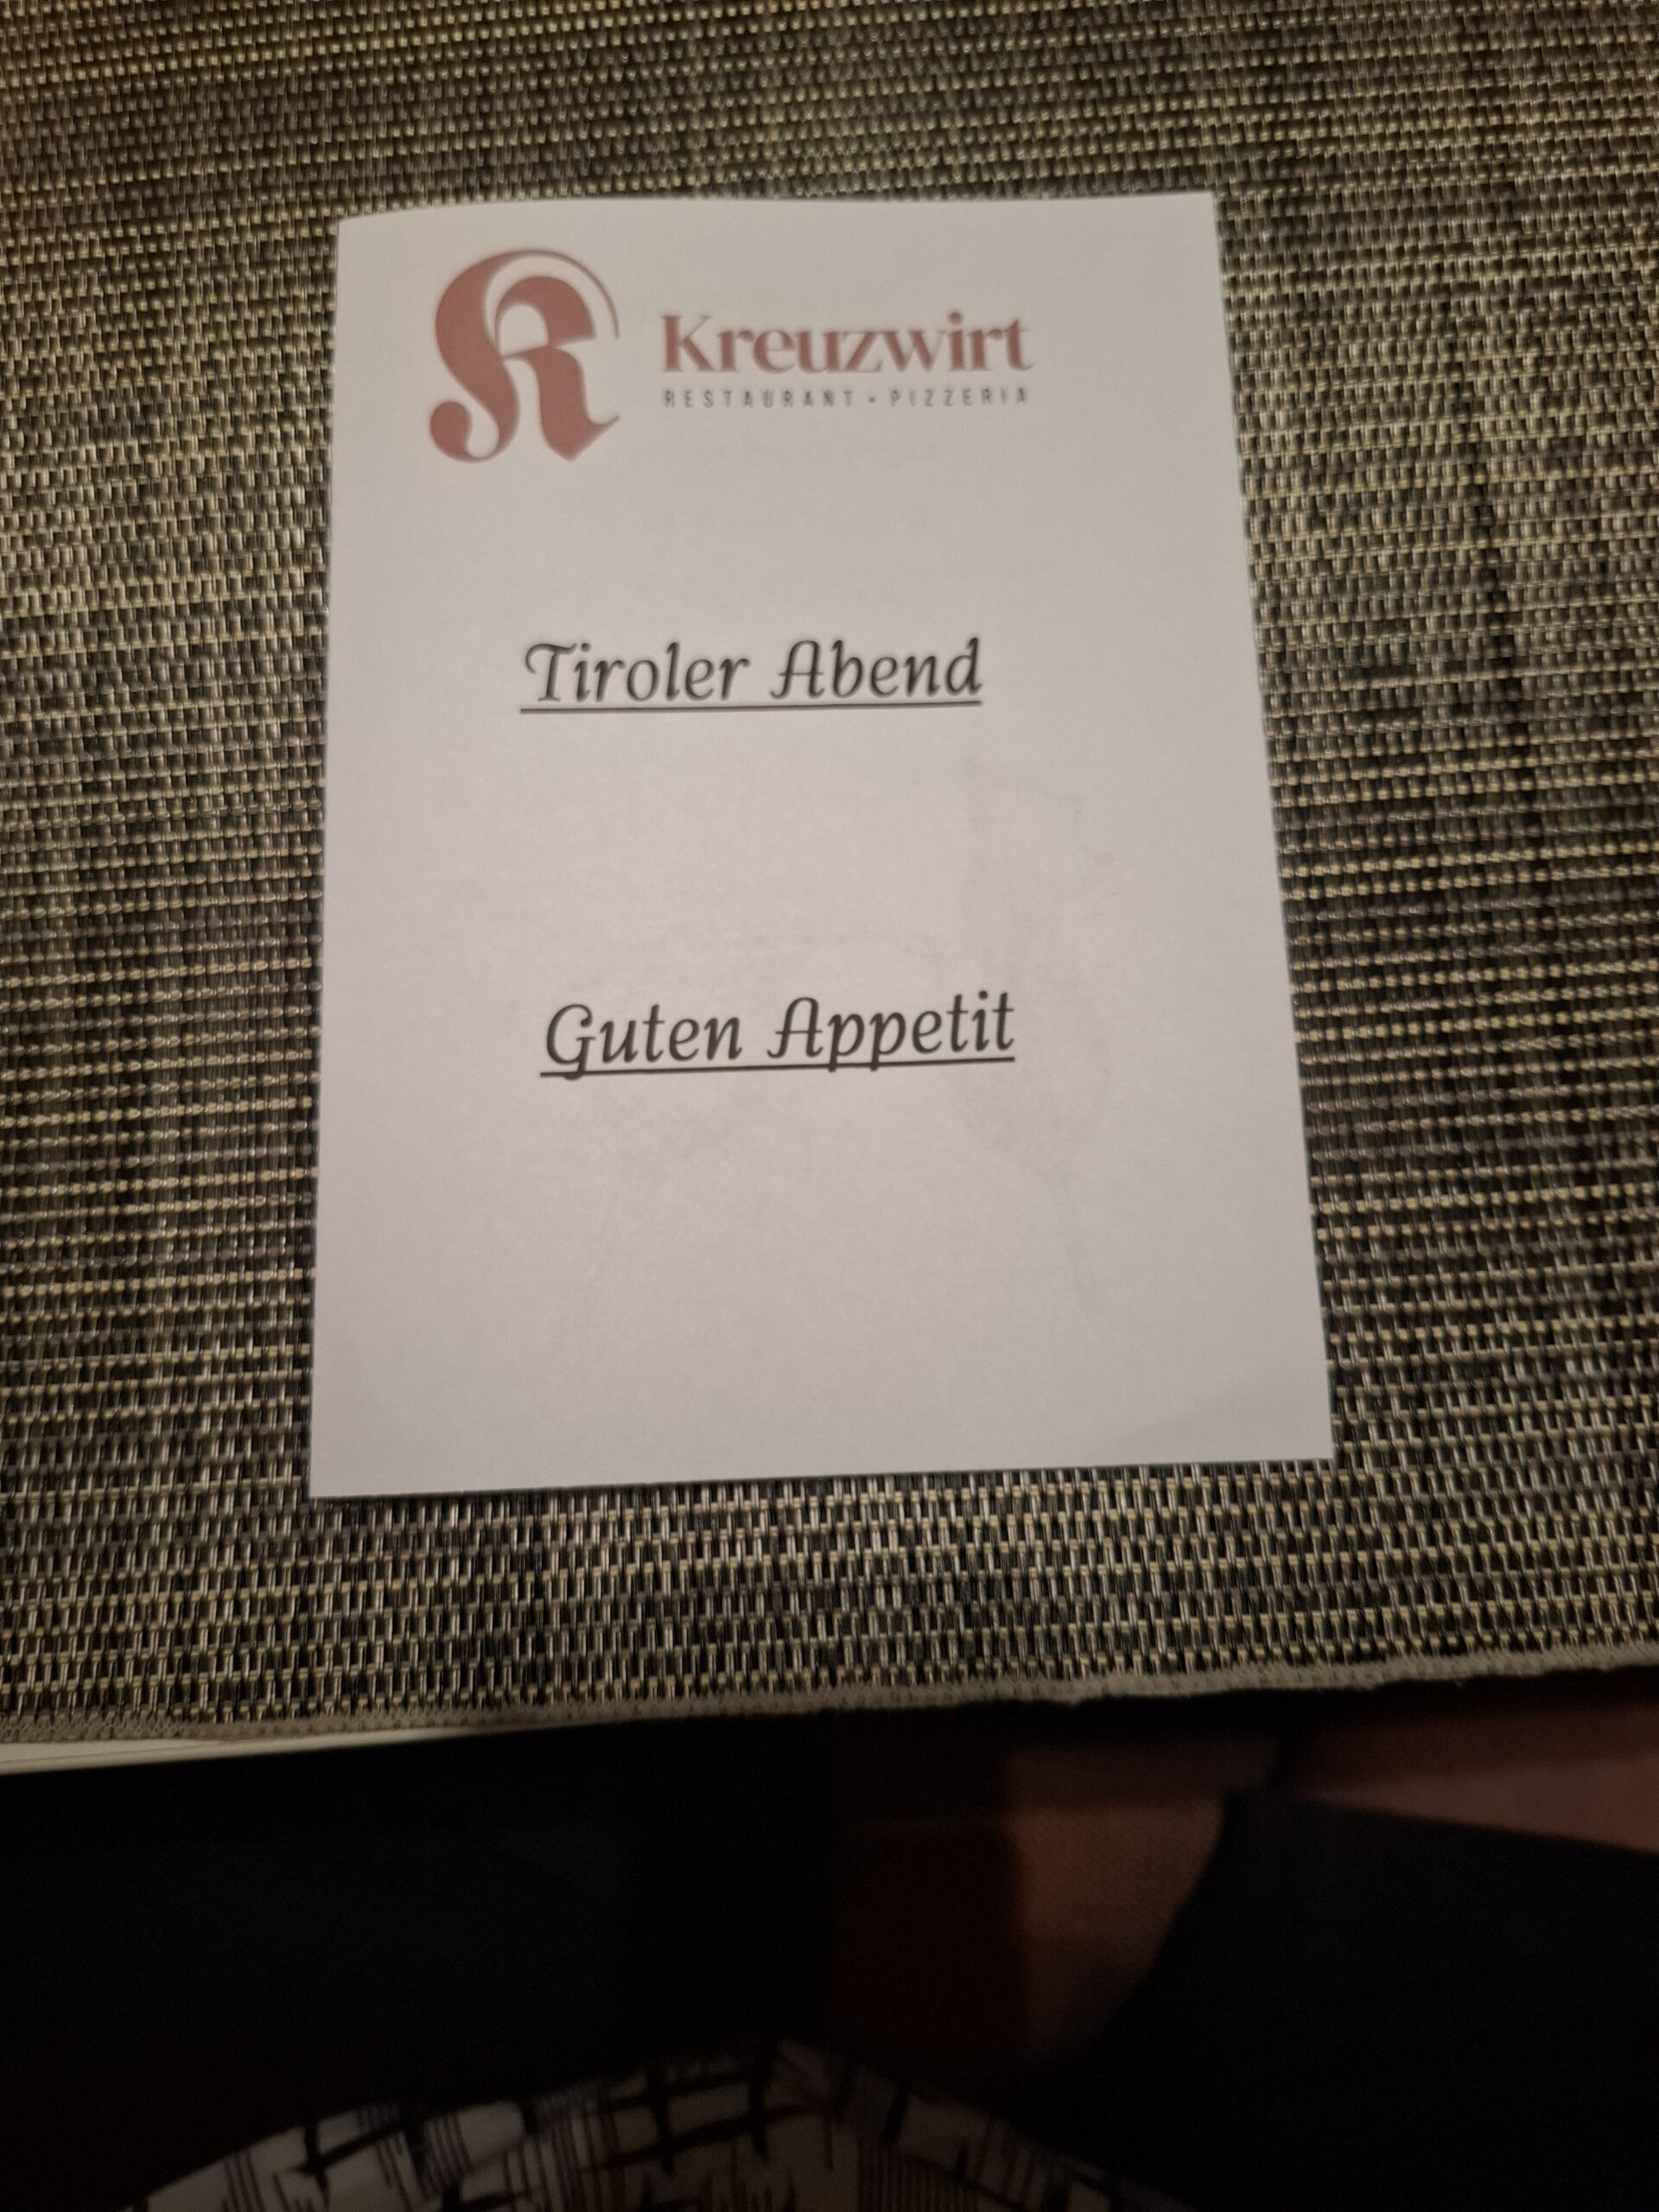 K
Kreuzwirt
RESTAURANT • PIZZERIA
Tiroler Abend
Guten Appetit